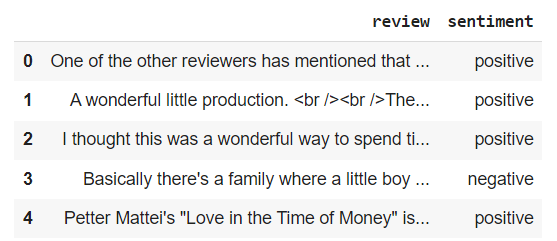 review sentiment
0 One of the other reviewers has mentioned that ... positive
1 A wonderful little production. <br /><br />The... positive
2 I thought this was a wonderful way to spend ti... positive
3 Basically there's a family where a little boy ... negative
4 Petter Mattei's "Love in the Time of Money" is... positive